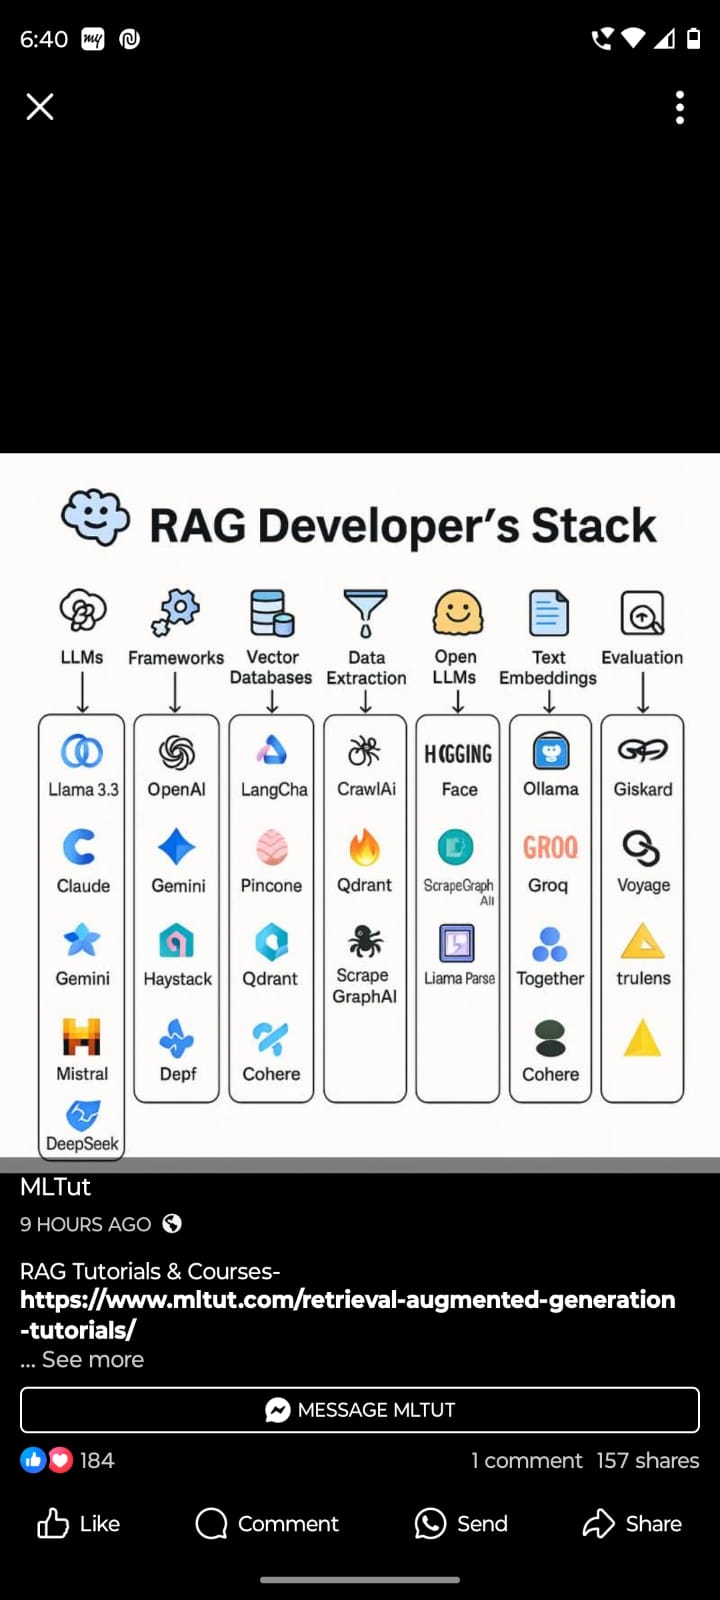 6:40
my
RAG Developer's Stack
LLMs
Frameworks
Vector
Databases
Data
Extraction
Open
LLMs
Text
Embeddings
Evaluation
Llama 3.3
Claude
Gemini
Mistral
DeepSeek
OpenAI
Gemini
Haystack
Depf
LangCha
Pincone
Qdrant
Cohere
CrawlAi
Qdrant
Scrape
GraphAI
HGGING
Face
ScrapeGraph
All
Liama Parse
Ollama
GROQ
Groq
Together
Cohere
Giskard
Voyage
trulens
MLTut
9 HOURS AGO
RAG Tutorials & Courses-
https://www.mltut.com/retrieval-augmented-generation
-tutorials/
... See more
MESSAGE MLTUT
184
1 comment 157 shares
Like Comment Send Share